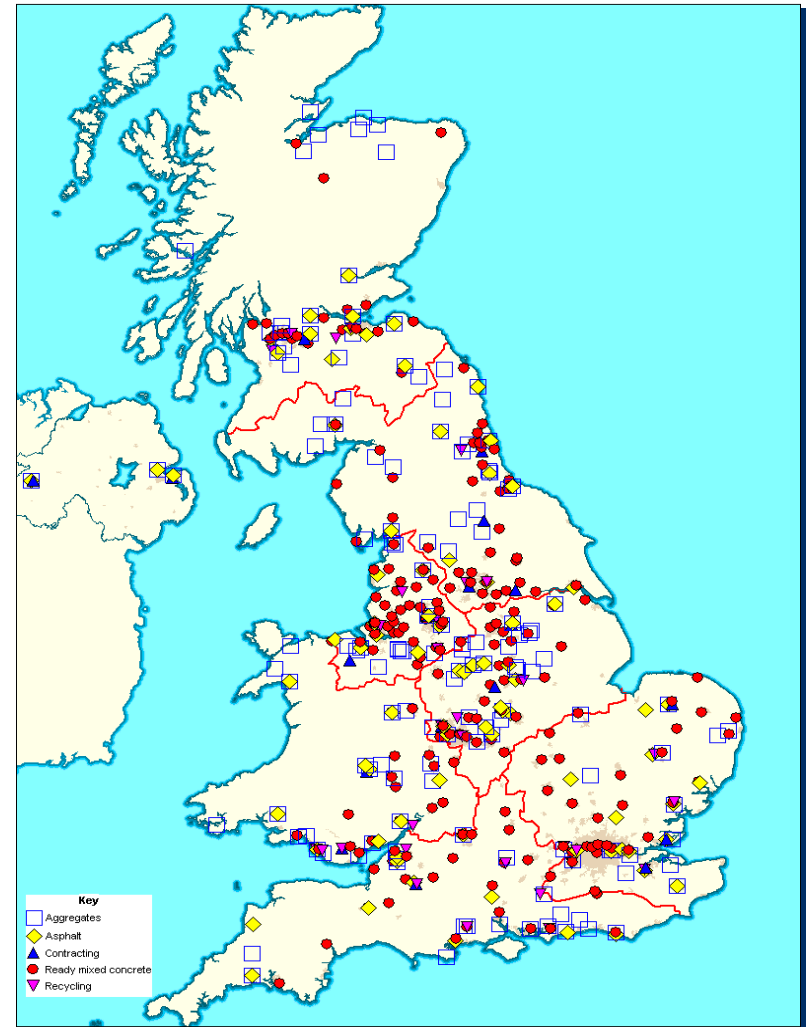 Key
Aggregates
Asphalt
Contracting
Ready mixed concrete
Recycling